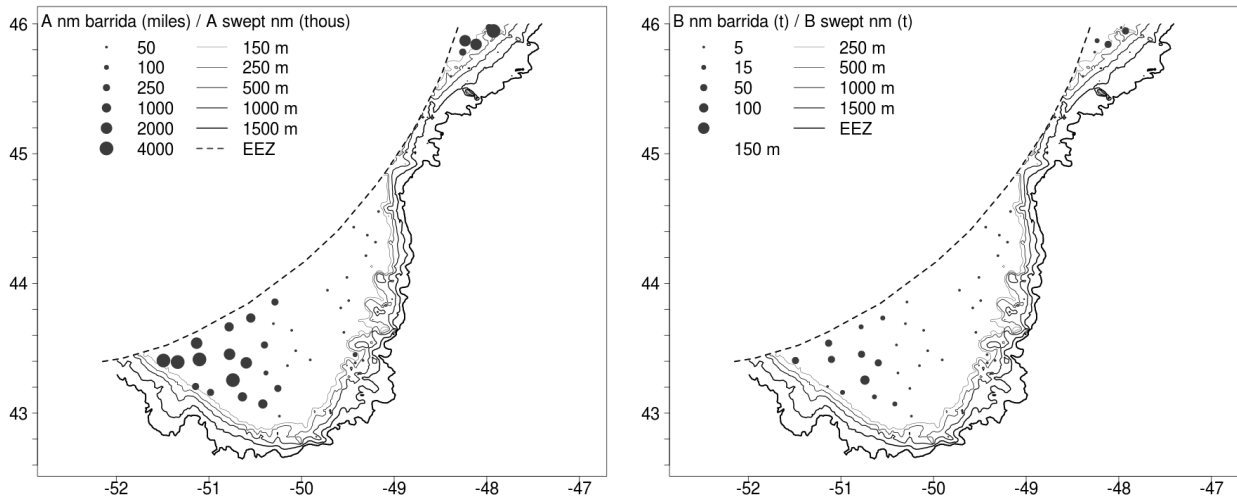 A nm barrida (miles) / A swept nm (thous)
50 150 m
100 250 m
250 500 m
1000 1000 m
2000 1500 m
4000 EEZ
46
45
44
43
-52 -51 -50 -49 -48 -47
B nm barrida (t) / B swept nm (t)
5 250 m
15 500 m
50 1000 m
100 1500 m
EEZ
150 m
46
45
44
43
-52 -51 -50 -49 -48 -47